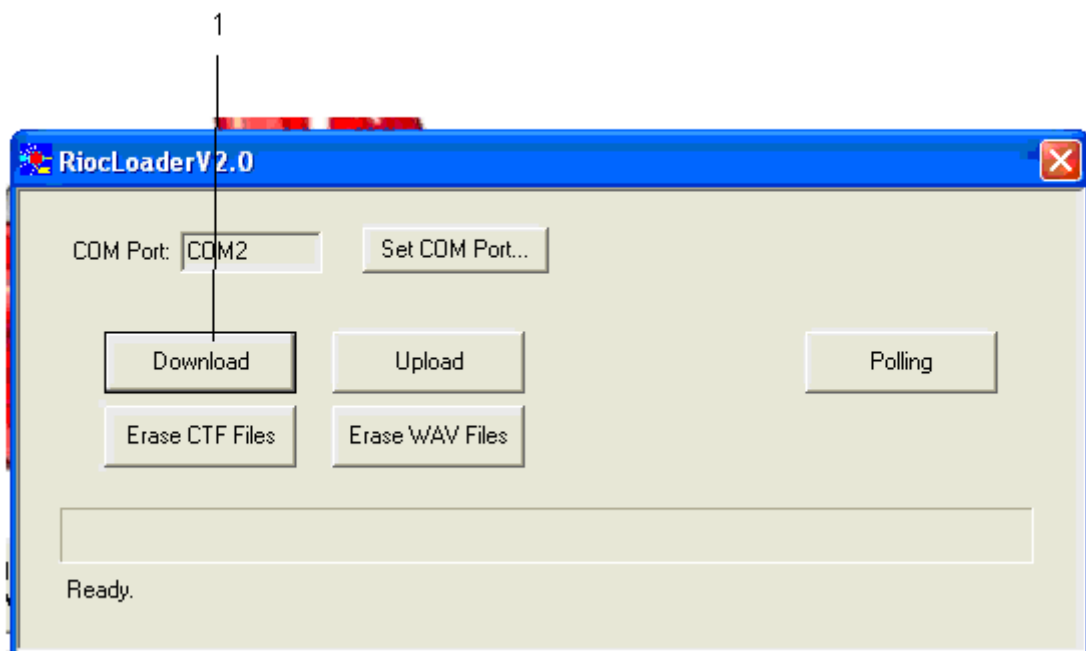 1
RiocLoaderV2.0
COM Port: COM2 Set COM Port...
Download Upload Polling
Erase CTF Files Erase WAV Files
Ready.